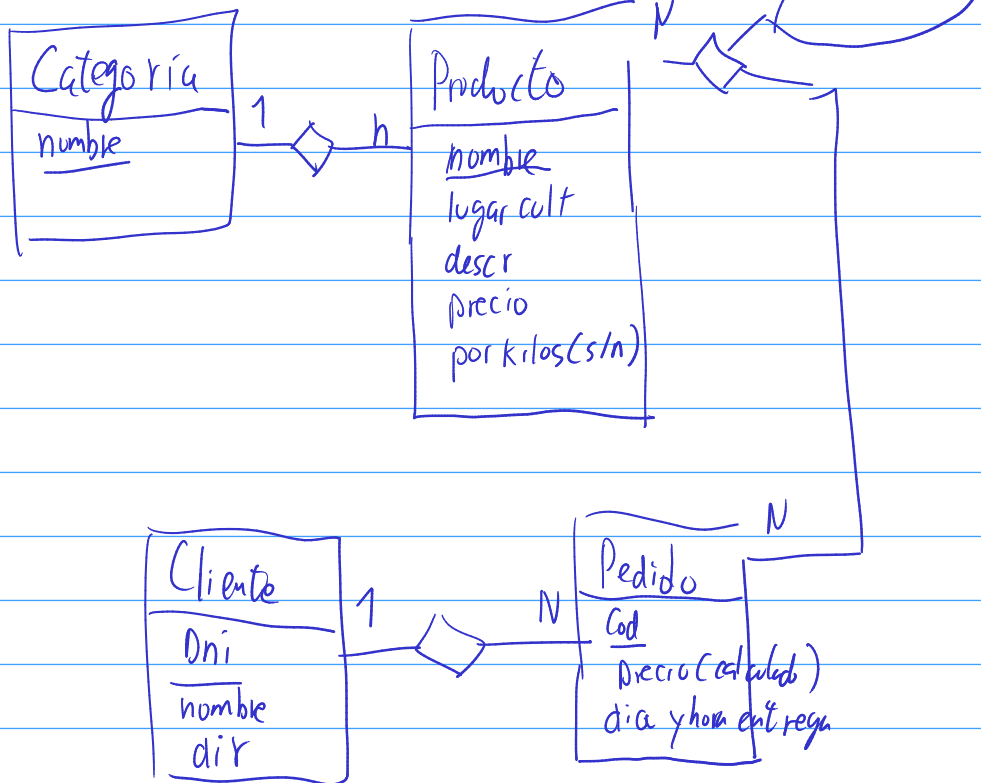 Categoría
nombre
1
n
Producto
nombre
lugar cult
descr
precio
por kilos (s/n)
N
N
Cliente
Dni
nombre
dir
1
N
Pedido
Cod
precio (calculado)
dia y hora entrega